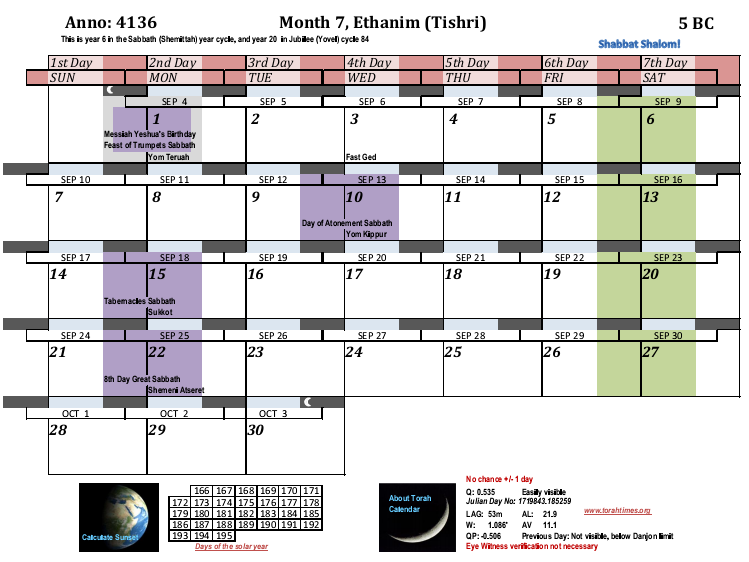 Anno: 4136 Month 7, Ethanim (Tishri) 5 BC
This is year 6 in the Sabbath (Shemittah) year cycle, and year 20 in Jubilee (Yovel) cycle 84
Shabbat Shalom!
1st Day 2nd Day 3rd Day 4th Day 5th Day 6th Day 7th Day
SUN MON TUE WED THU FRI SAT
SEP 4 SEP 5 SEP 6 SEP 7 SEP 8 SEP 9
1 2 3 4 5 6
Messiah Yeshua's Birthday
Feast of Trumpets Sabbath
Yom Teruah Fast Ged
SEP 10 SEP 11 SEP 12 SEP 13 SEP 14 SEP 15 SEP 16
7 8 9 10 11 12 13
Day of Atonement Sabbath
Yom Kippur
SEP 17 SEP 18 SEP 19 SEP 20 SEP 21 SEP 22 SEP 23
14 15 16 17 18 19 20
Tabernacles Sabbath
Sukkot
SEP 24 SEP 25 SEP 26 SEP 27 SEP 28 SEP 29 SEP 30
21 22 23 24 25 26 27
8th Day Great Sabbath
Shemeni Atseret
OCT 1 OCT 2 OCT 3
28 29 30
Calculate Sunset
166 167 168 169 170 171
172 173 174 175 176 177 178
179 180 181 182 183 184 185
186 187 188 189 190 191 192
193 194 195
Days of the solar year
About Torah
Calendar
No chance +/- 1 day
Q: 0.535 Easily visible
Julian Day No: 1719843.185259
LAG: 53m AL: 21.9
www.torahtimes.org
W: 1.086' AV 11.1
QP: -0.506 Previous Day: Not visible, below Danjon limit
Eye Witness verification not necessary